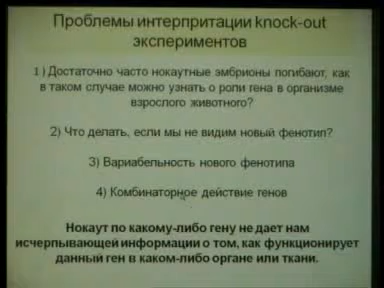 Проблемы интерпритации knock-out
экспериментов
1) Достаточно часто нокаутные эмбрионы погибают, как
в таком случае можно узнать о роли гена в организме
взрослого животного?
2) Что делать, если мы не видим новый фенотип?
3) Вариабельность нового фенотипа
4) Комбинаторное действие генов
Нокаут по какому-либо гену не дает нам
исчерпывающей информации о том, как функционирует
данный ген в каком-либо органе или ткани.